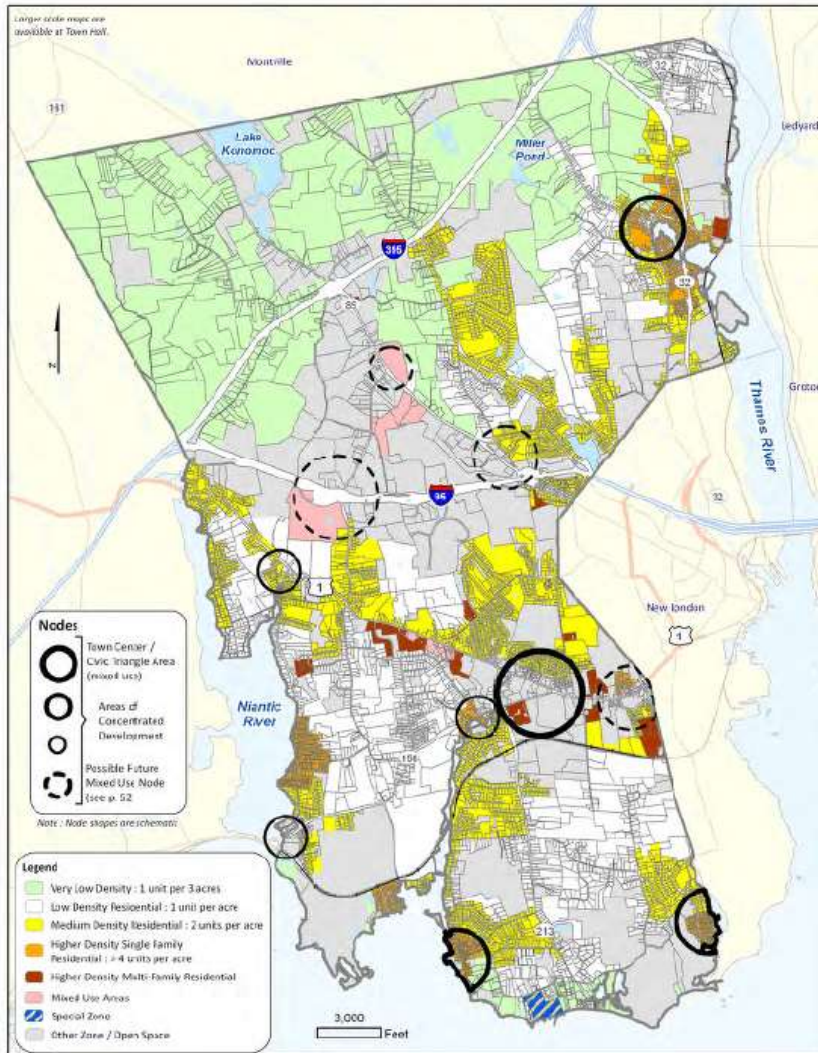 Larger scale maps are
available at Town Hall.
Montville
32
161
Ledyard
Lake
Konomoc
Miller
Pond
395
32
85
N
Thames
River
Groton
95
32
1
New London
1
Nodes
Town Center /
Civic Triangle Area
(mixed use)
Areas of
Concentrated
Development
Possible Future
Mixed Use Node
(see p. 52
Note : Node shapes are schematic
Niantic
River
156
213
Legend
Very Low Density : 1 unit per 3 acres
Low Density Residential : 1 unit per acre
Medium Density Residential : 2 units per acre
Higher Density Single Family
Residential : > 4 units per acre
Higher Density Multi-Family Residential
Mixed Use Areas
Special Zone
Other Zone / Open Space
3,000
Feet